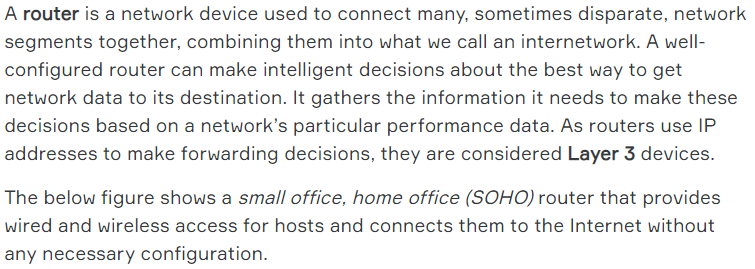 A router is a network device used to connect many, sometimes disparate, network
segments together, combining them into what we call an internetwork. A well-
configured router can make intelligent decisions about the best way to get
network data to its destination. It gathers the information it needs to make these
decisions based on a network’s particular performance data. As routers use IP
addresses to make forwarding decisions, they are considered Layer 3 devices.
The below figure shows a small office, home office (SOHO) router that provides
wired and wireless access for hosts and connects them to the Internet without
any necessary configuration.